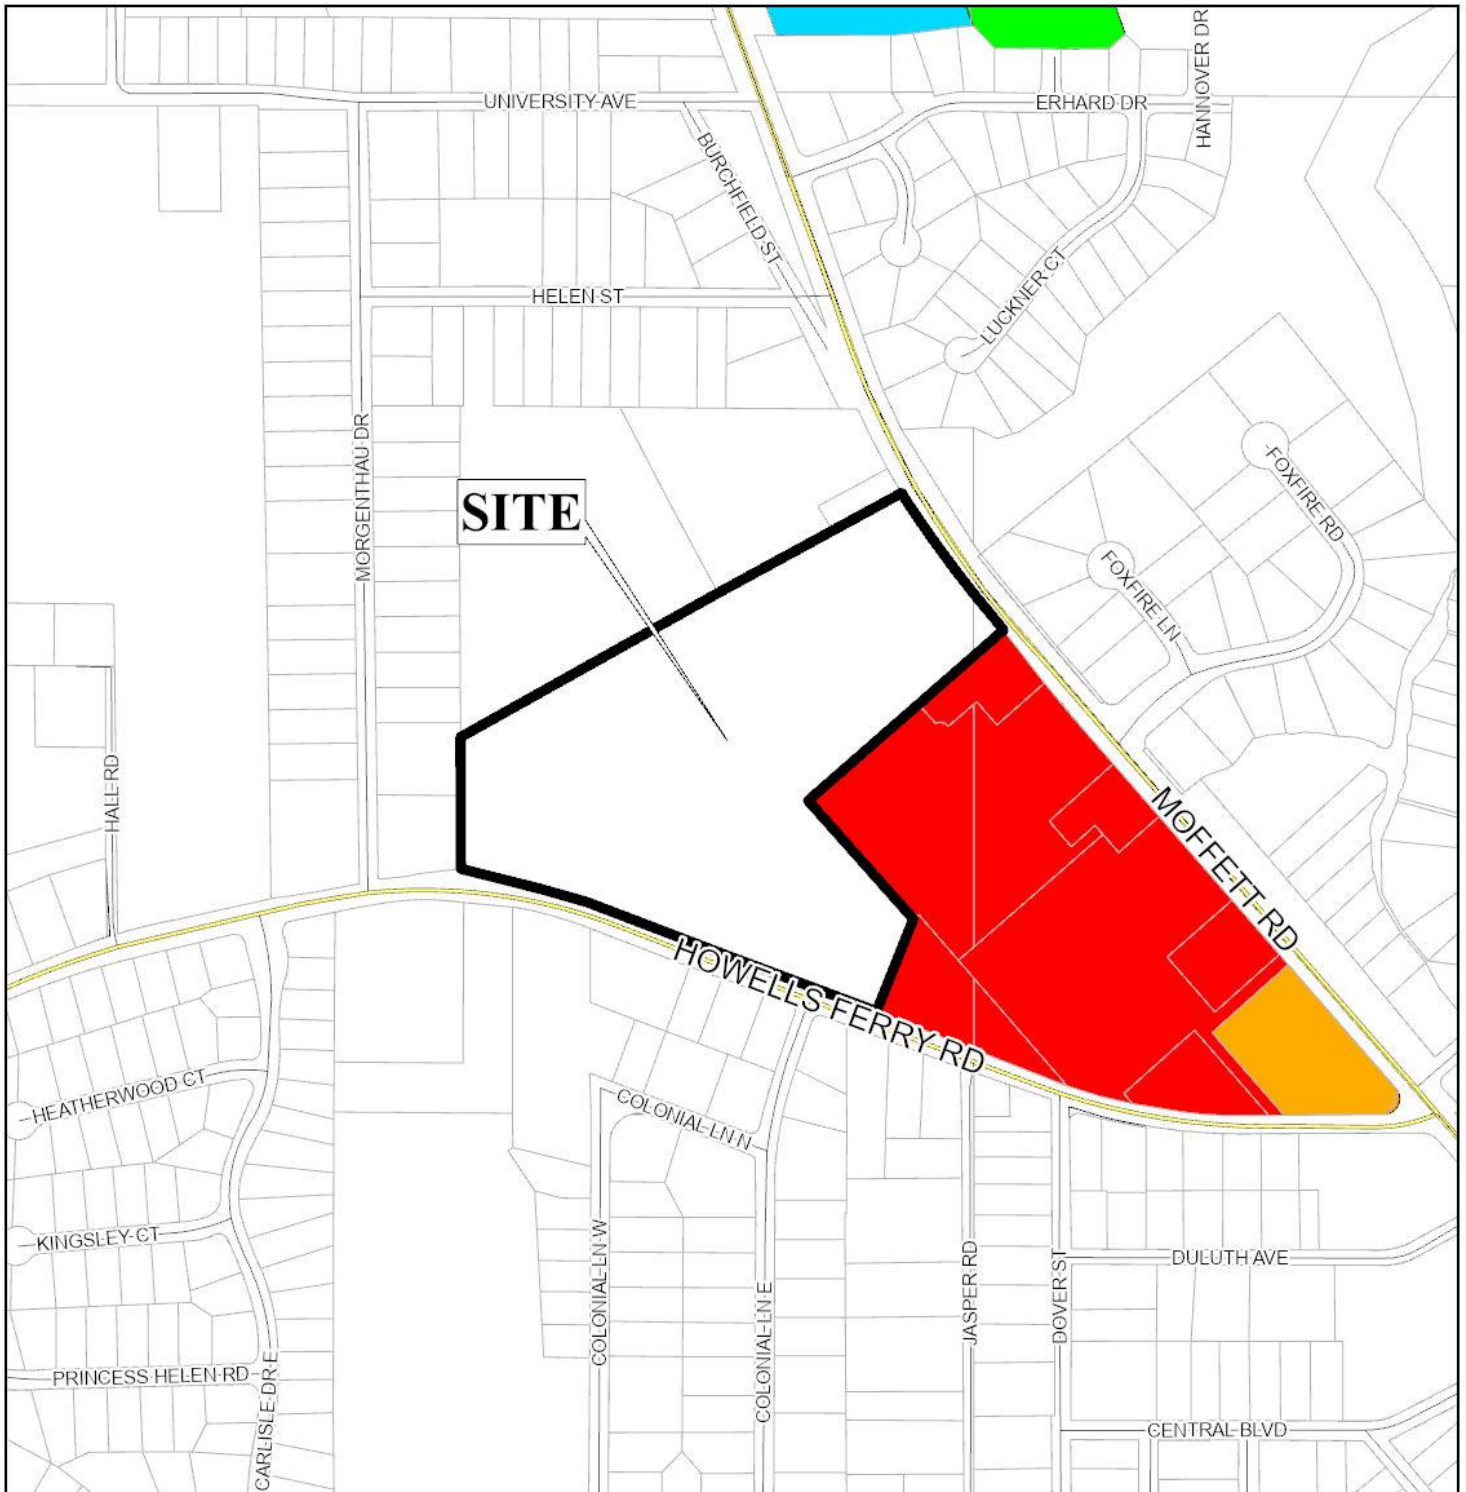 HANNOVER DR
UNIVERSITY AVE
ERHARD DR
BURCHFIELD ST
HELEN ST
LUCKNER CT
MORGENTHAU DR
SITE
FOXFIRE RD
FOXFIRE LN
HALL RD
MOFFETT RD
HOWELLS FERRY RD
HEATHERWOOD CT
COLONIAL LN N
KINGSLEY CT
COLONIAL LN W
COLONIAL LN E
JASPER RD
DOVER ST
DULUTH AVE
PRINCESS HELEN RD
CARLISLE DR E
CENTRAL BLVD